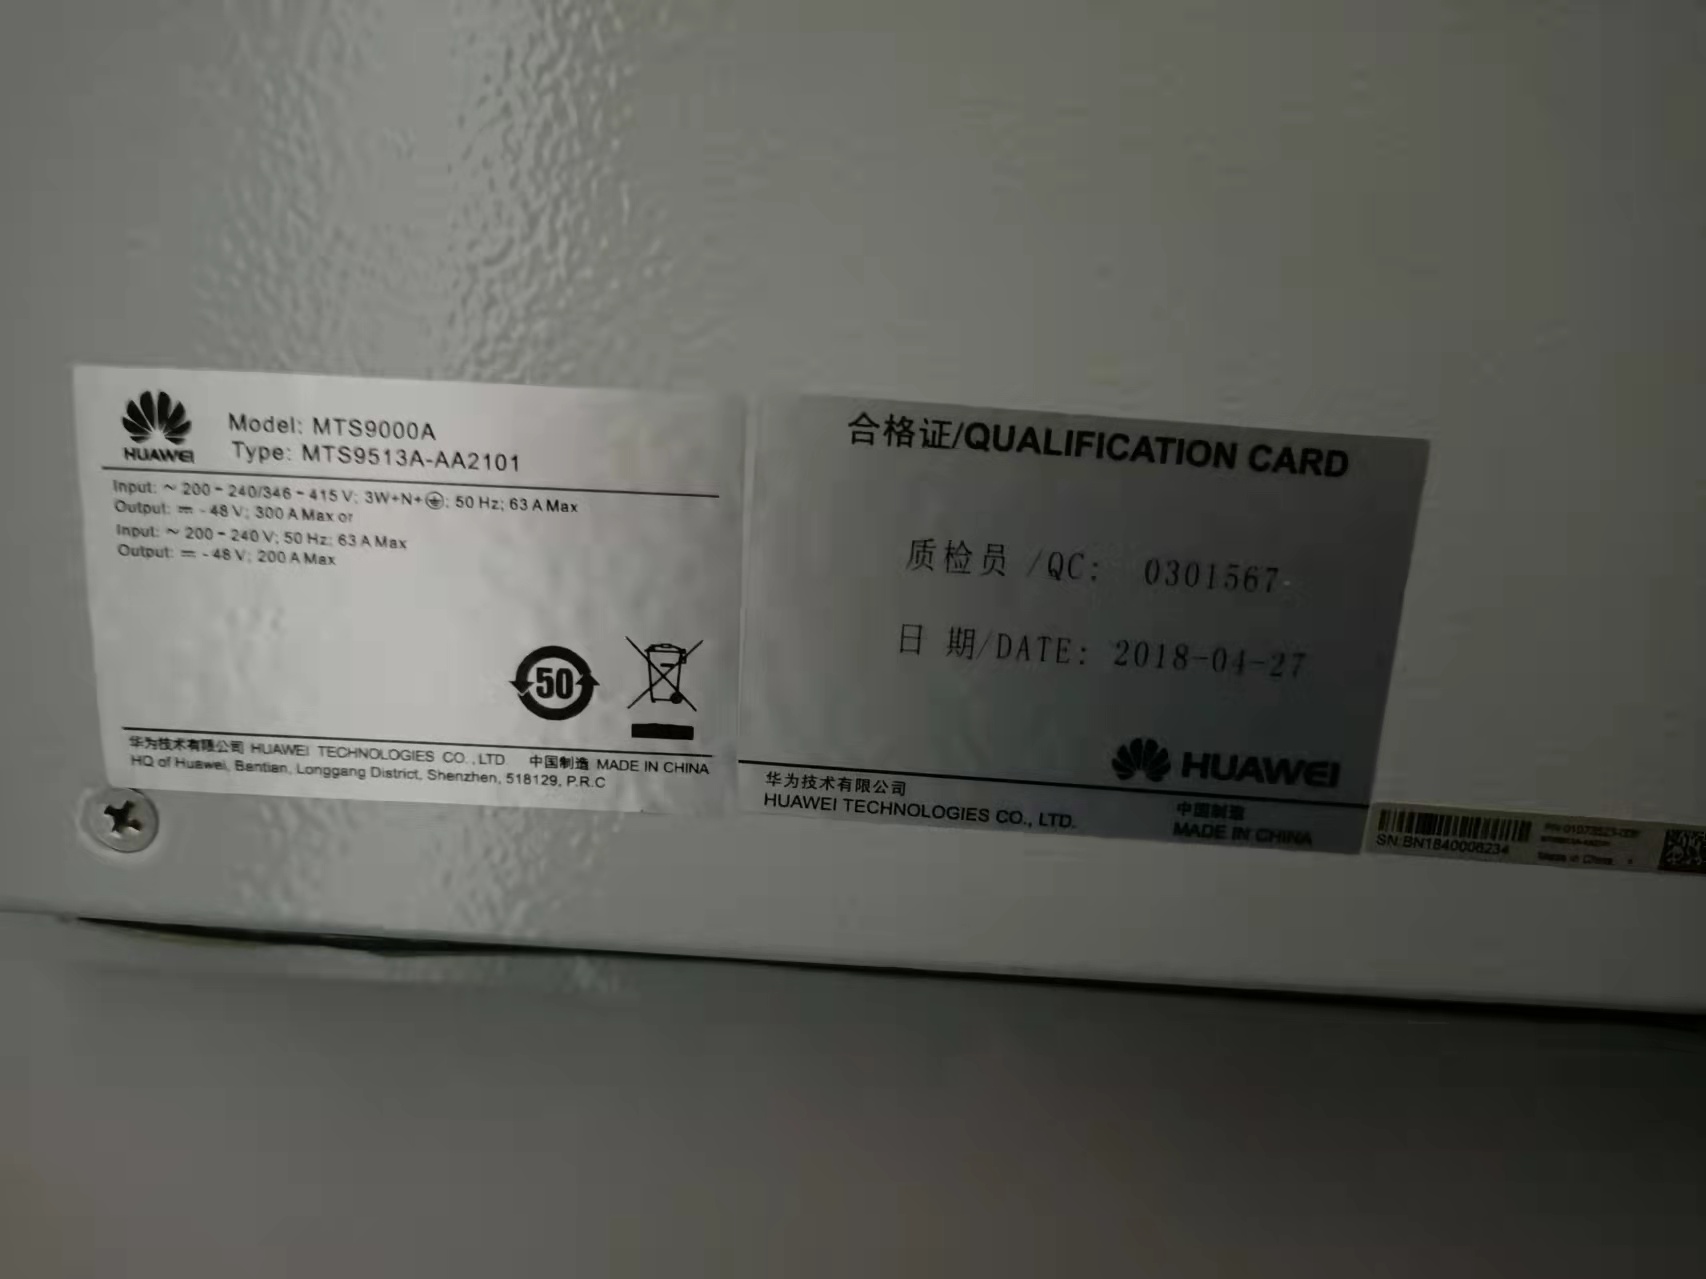 HUAWEI
Model: MTS9000A
Type: MTS9513A-AA2101
Input: ~ 200-240/346-415 V; 3W+N+⏚; 50 Hz; 63 A Max
Output: ⎓ -48 V; 300 A Max or
Input: ~ 200-240 V; 50 Hz; 63 A Max
Output: ⎓ -48 V; 200 A Max
50
华为技术有限公司 HUAWEI TECHNOLOGIES CO.,LTD 中国制造 MADE IN CHINA
HQ of Huawei, Bantian, Longgang District, Shenzhen, 518129, P.R.C
合格证/QUALIFICATION CARD
质检员 /QC: 0301567
日 期/DATE: 2018-04-27
HUAWEI
华为技术有限公司
HUAWEI TECHNOLOGIES CO., LTD.
中国制造
MADE IN CHINA
SN:BN1840006234
Made in China